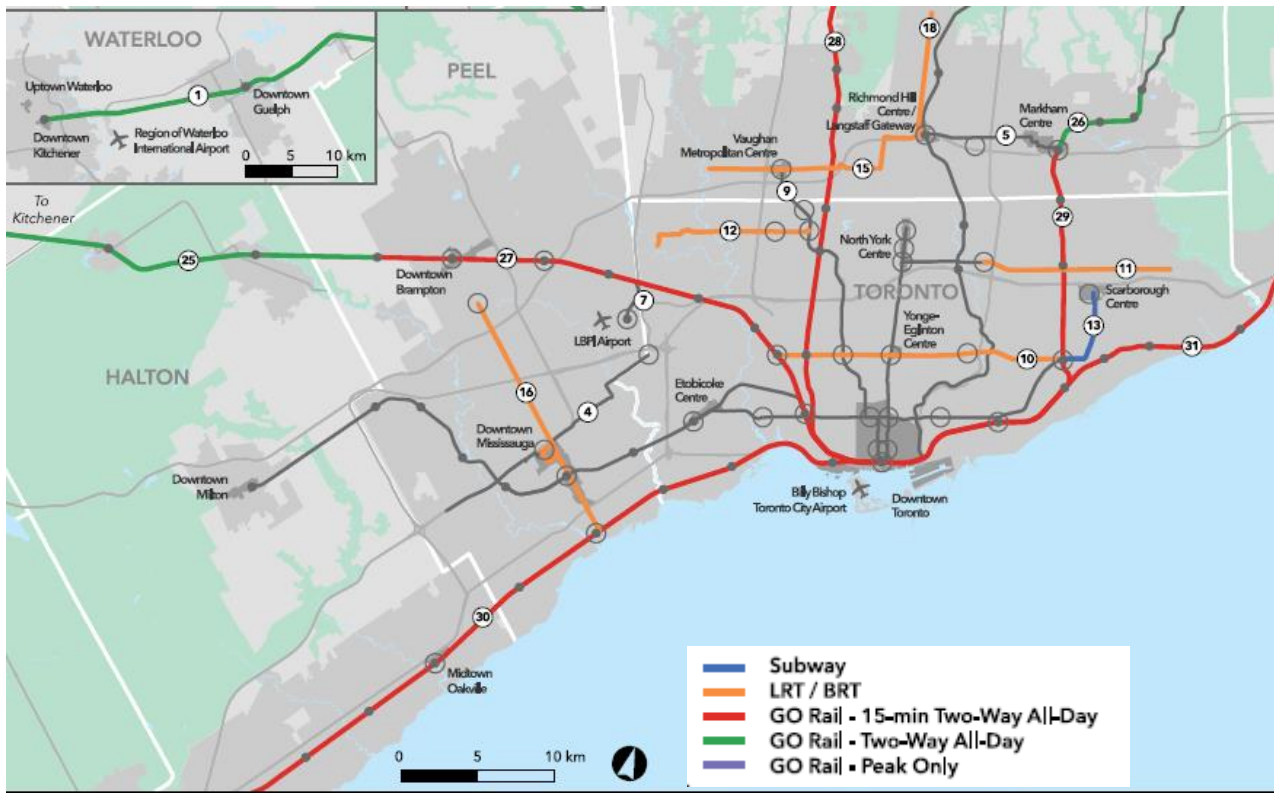 WATERLOO
Uptown Waterloo
1
Downtown
Guelph
Downtown
Kitchener
Region of Waterloo
International Airport
0 5 10 km
PEEL
28
18
Richmond Hill
Centre /
Langstaff Gateway
Markham
Centre
26
5
Vaughan
Metropolitan Centre
15
9
To
Kitchener
12
29
25
27
Downtown
Brampton
North York
Centre
11
7
TORONTO
Scarborough
Centre
LBPI Airport
Yonge-
Eglinton
Centre
13
10
31
HALTON
16
Etobicoke
Centre
4
Downtown
Mississauga
Downtown
Milton
Billy Bishop
Toronto City Airport
Downtown
Toronto
30
Midtown
Oakville
0 5 10 km
Subway
LRT / BRT
GO Rail - 15-min Two-Way All-Day
GO Rail - Two-Way All-Day
GO Rail - Peak Only